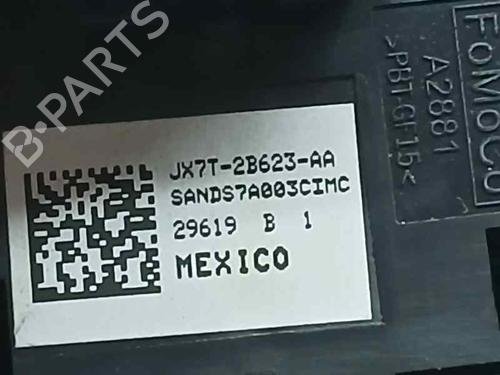 JX7T-2B623-AA
SANDS7A003CIMC
29619 B 1
MEXICO
FoMoCo
A2881
>PBT-GF15<
B-PARTS